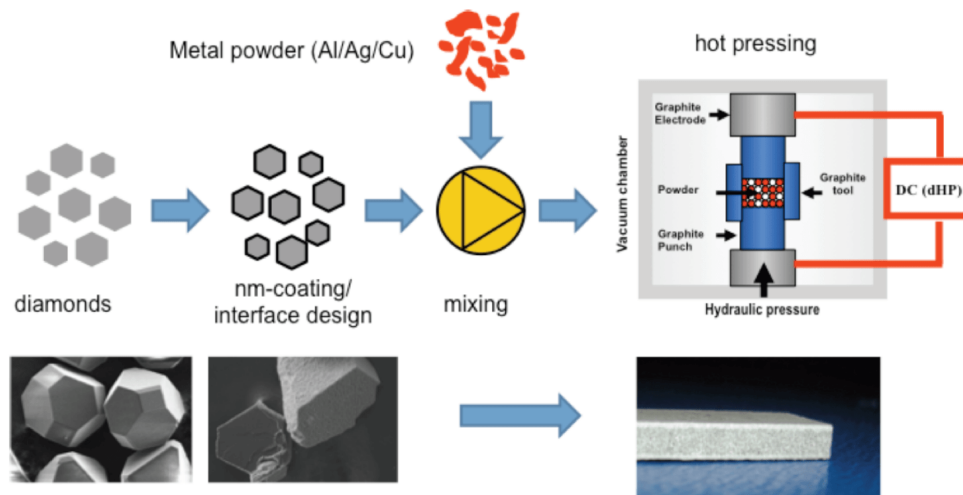 Metal powder (Al/Ag/Cu)
hot pressing
Graphite
Electrode
Vacuum chamber
Powder
Graphite
tool
DC (dHP)
Graphite
Punch
Hydraulic pressure
diamonds
nm-coating/
interface design
mixing